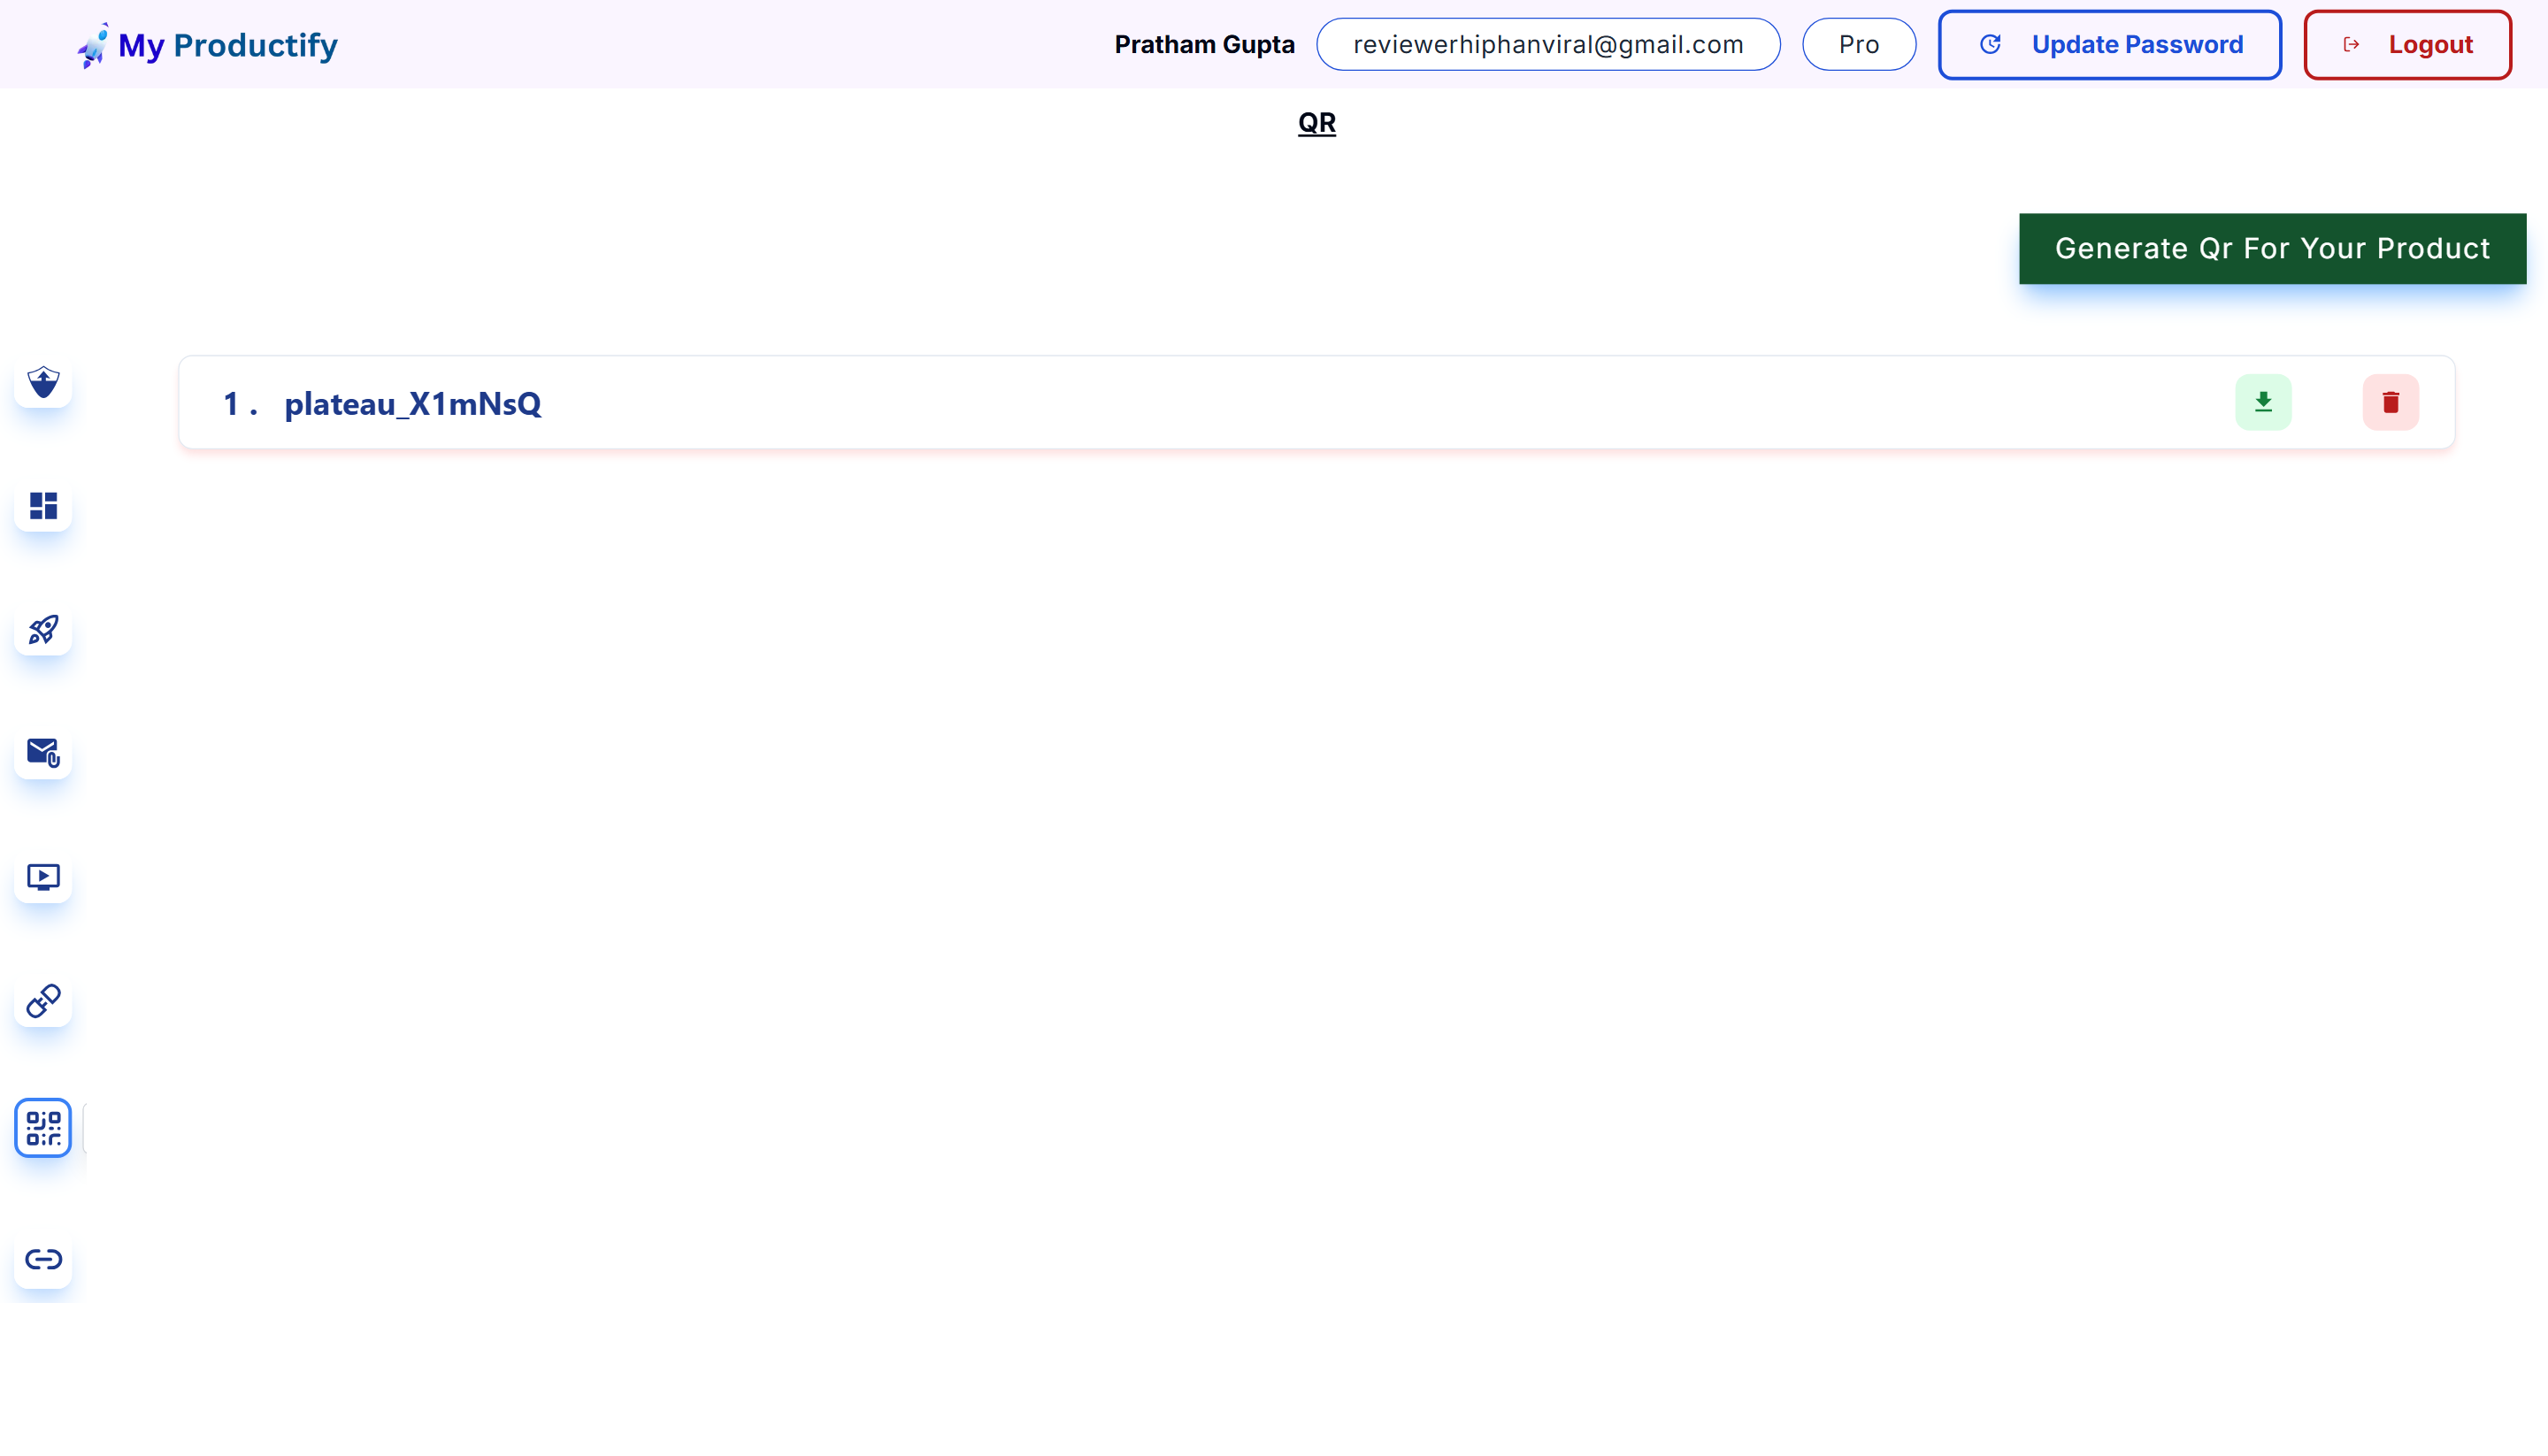 My Productify
Pratham Gupta
reviewerhiphanviral@gmail.com
Pro
Update Password
Logout
QR
Generate Qr For Your Product
1 . plateau_X1mNsQ